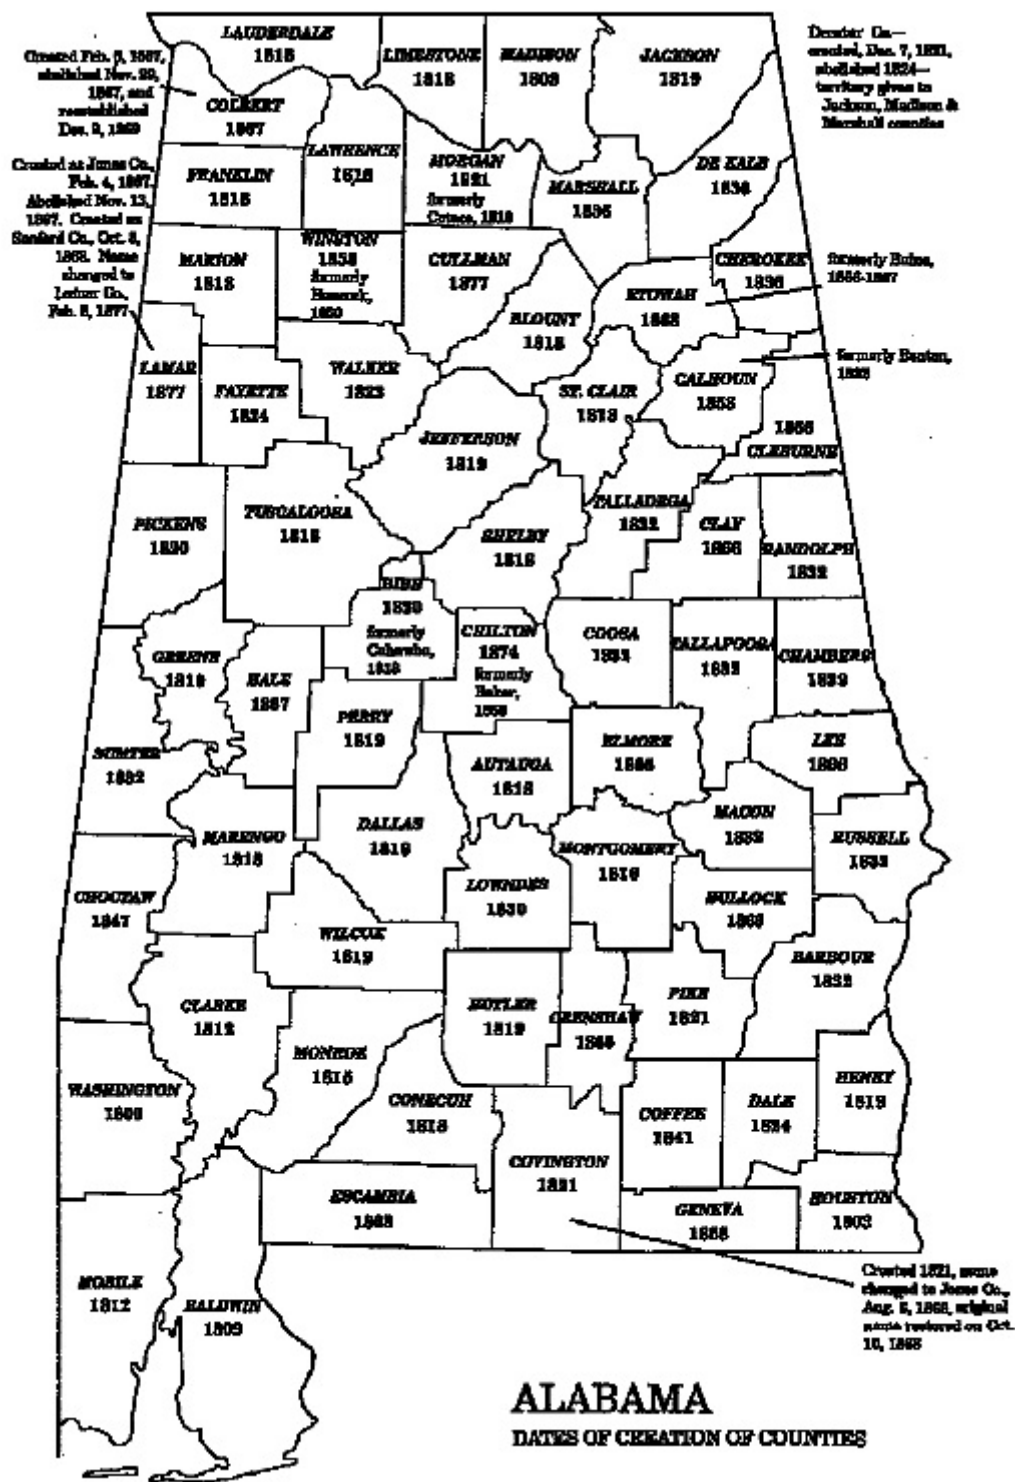 LAUDERDALE
1818
LIMESTONE
1818
MADISON
1808
JACKSON
1819
Decatur Co.—
created, Dec. 7, 1821,
abolished 1824—
territory given to
Jackson, Madison &
Marshall counties
Created Feb. 6, 1867,
abolished Nov. 29,
1867, and
reestablished
Dec. 9, 1869
COLBERT
1867
LAWRENCE
1818
MORGAN
1821
formerly
Cotaco, 1818
MARSHALL
1836
DE KALB
1836
Created as Jones Co.,
Feb. 4, 1867.
Abolished Nov. 13,
1867. Created as
Sanford Co., Oct. 8,
1868. Name
changed to
Lamar Co.,
Feb. 8, 1877
FRANKLIN
1818
MARION
1818
WINSTON
1858
formerly
Hancock,
1850
CULLMAN
1877
CHEROKEE
1836
formerly Baine,
1866-1867
ETOWAH
1868
BLOUNT
1818
LAMAR
1877
FAYETTE
1824
WALKER
1823
ST. CLAIR
1818
CALHOUN
1858
formerly Benton,
JEFFERSON
1819
1866
CLEBURNE
PICKENS
1820
TUSCALOOSA
1818
SHELBY
1818
TALLADEGA
1832
CLAY
1866
RANDOLPH
1832
BIBB
1820
formerly
Cahawba,
1818
CHILTON
1874
formerly
Baker,
COOSA
1832
TALLAPOOSA
1832
CHAMBERS
1832
GREENE
1819
HALE
1867
PERRY
1819
SUMTER
1832
AUTAUGA
1818
ELMORE
1866
LEE
1866
MARENGO
1818
DALLAS
1818
MACON
1832
RUSSELL
1832
CHOCTAW
1847
LOWNDES
1830
MONTGOMERY
1816
BULLOCK
1866
WILCOX
1819
BARBOUR
1832
CLARKE
1812
BUTLER
1819
CRENSHAW
1866
PIKE
1821
WASHINGTON
1800
MONROE
1815
CONECUH
1818
COFFEE
1841
DALE
1824
HENRY
1819
COVINGTON
1821
ESCAMBIA
1868
GENEVA
1868
HOUSTON
1903
MOBILE
1812
BALDWIN
1809
Created 1821, name
changed to Jones Co.,
Aug. 6, 1868, original
name restored on Oct.
10, 1868
ALABAMA
DATES OF CREATION OF COUNTIES